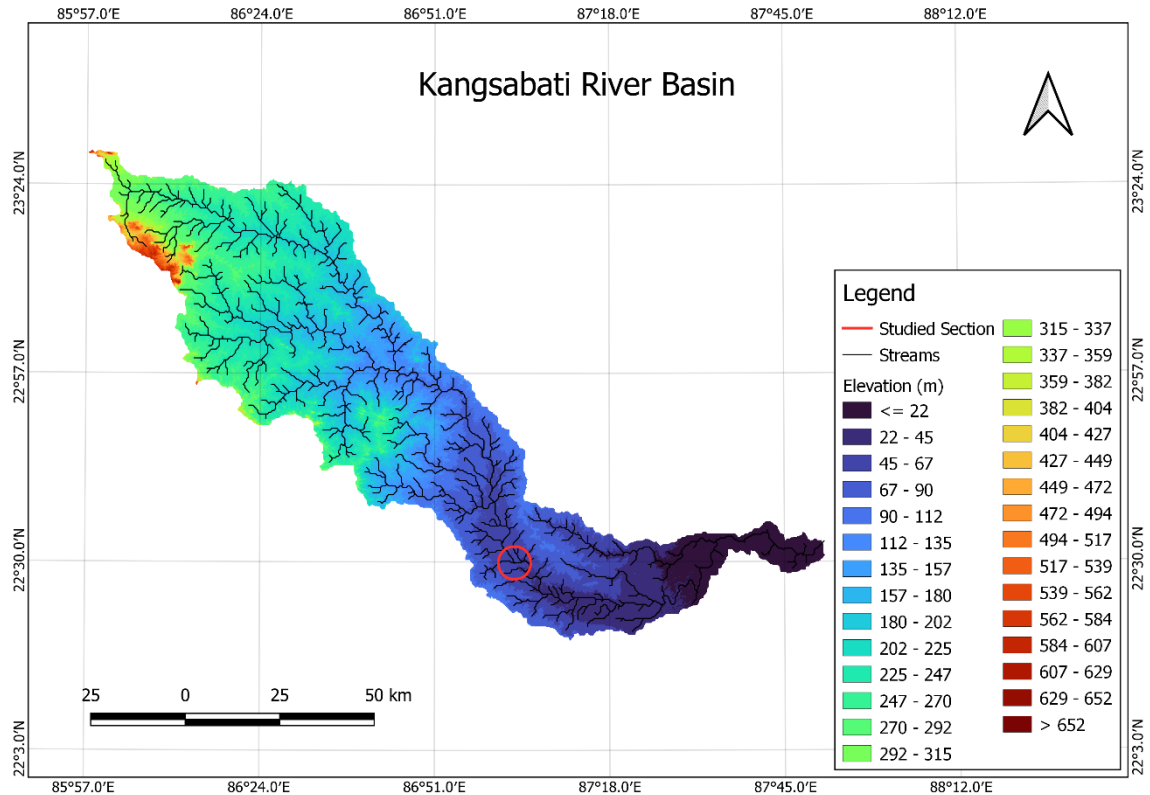 85°57.0'E 86°24.0'E 86°51.0'E 87°18.0'E 87°45.0'E 88°12.0'E
Kangsabati River Basin
23°24.0'N
22°57.0'N
22°30.0'N
22°3.0'N
23°24.0'N
22°57.0'N
22°30.0'N
22°3.0'N
Legend
Studied Section
Streams
Elevation (m)
<= 22
22 - 45
45 - 67
67 - 90
90 - 112
112 - 135
135 - 157
157 - 180
180 - 202
202 - 225
225 - 247
247 - 270
270 - 292
292 - 315
315 - 337
337 - 359
359 - 382
382 - 404
404 - 427
427 - 449
449 - 472
472 - 494
494 - 517
517 - 539
539 - 562
562 - 584
584 - 607
607 - 629
629 - 652
> 652
25 0 25 50 km
85°57.0'E 86°24.0'E 86°51.0'E 87°18.0'E 87°45.0'E 88°12.0'E